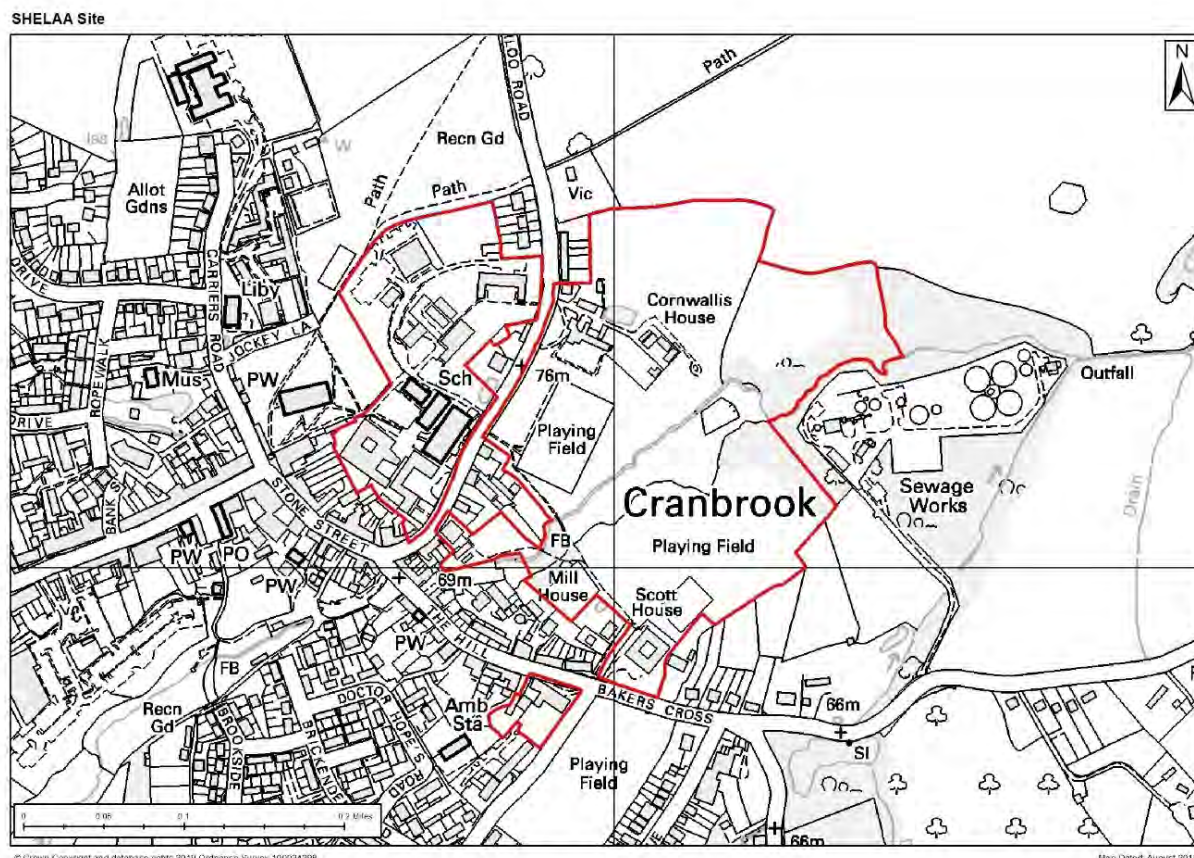 SHELAA Site
N
Path
ROAD
Recn Gd
W
Allot
Gdns
Path
Path
Vic
DRIVE
CARRIERS ROAD
Liby
Cornwallis
House
JOCKEY LA
ROPEWALK
Mus
PW
Sch
76m
Outfall
DRIVE
Playing
Field
Cranbrook
Sewage
Works
Drain
STONE STREET
BANK S
Playing Field
PW
PO
FB
PW
69m
Mill
House
Scott
House
THE HILL
PW
FB
DOCTOR HOPE'S ROAD
BAKERS CROSS
Amb
Sta
66m
Recn
Gd
BROOKSIDE
BRICKENDEN
SI
Playing
Field
66m
0
0.1
0.2 Miles